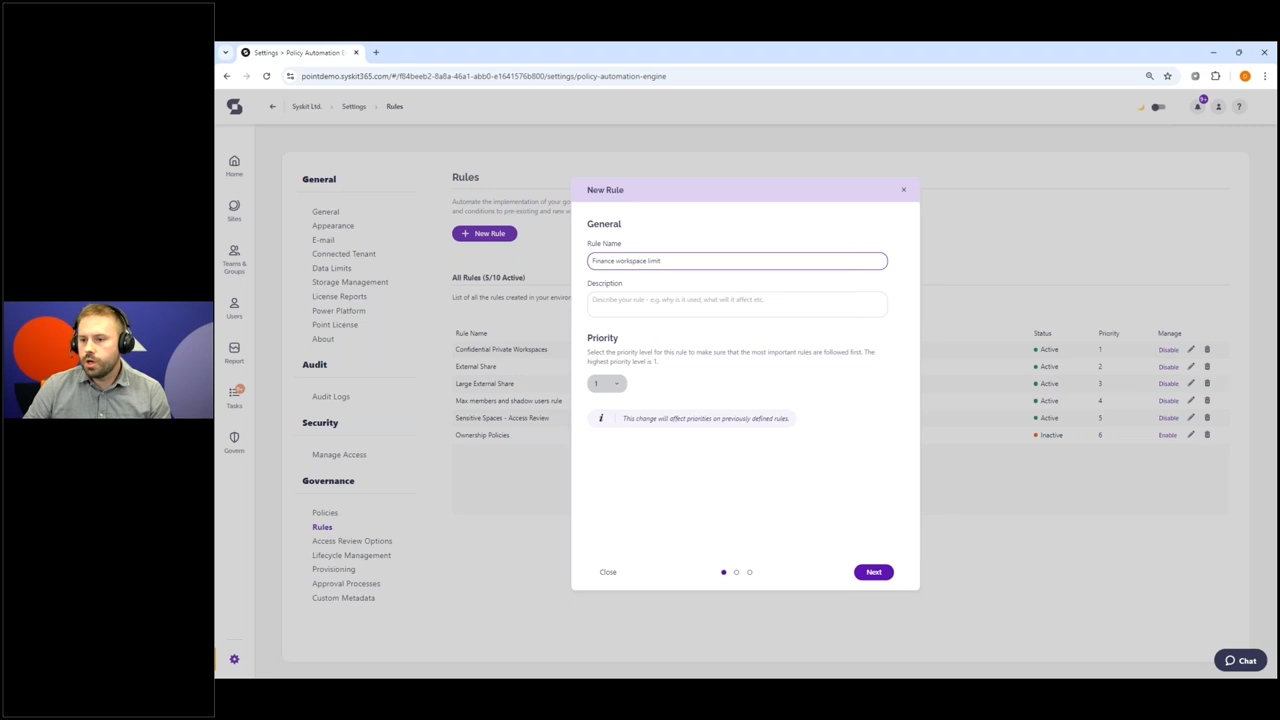 Settings > Policy Automation E
pointdemo.syskit365.com/#/f84beeb2-8a8a-46a1-abb0-e1641576b800/settings/policy-automation-engine
D
Syskit Ltd. > Settings > Rules
9+
?
Home
Sites
Teams &
Groups
Users
Report
9+
Tasks
Govern
General
General
Appearance
E-mail
Connected Tenant
Data Limits
Storage Management
License Reports
Power Platform
Point License
About
Audit
Audit Logs
Security
Manage Access
Governance
Policies
Rules
Access Review Options
Lifecycle Management
Provisioning
Approval Processes
Custom Metadata
Rules
Automate the implementation of your go
and conditions to pre-existing and new w
+ New Rule
All Rules (5/10 Active)
List of all the rules created in your environ
Rule Name Status Priority Manage
Confidential Private Workspaces Active 1 Disable
External Share Active 2 Disable
Large External Share Active 3 Disable
Max members and shadow users rule Active 4 Disable
Sensitive Spaces - Access Review Active 5 Disable
Ownership Policies Inactive 6 Enable
New Rule
General
Rule Name
Finance workspace limit
Description
Describe your rule - e.g. why is it used, what will it affect etc.
Priority
Select the priority level for this rule to make sure that the most important rules are followed first. The
highest priority level is 1.
1
i This change will affect priorities on previously defined rules.
Close
Next
Chat